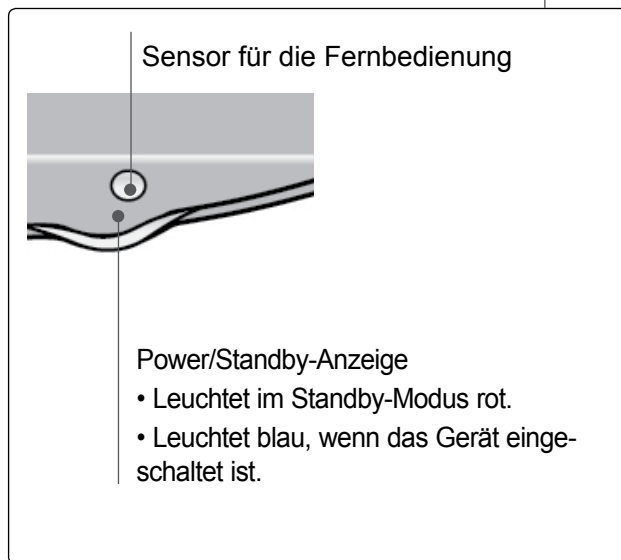 Sensor für die Fernbedienung
Power/Standby-Anzeige
• Leuchtet im Standby-Modus rot.
• Leuchtet blau, wenn das Gerät einge-
schaltet ist.